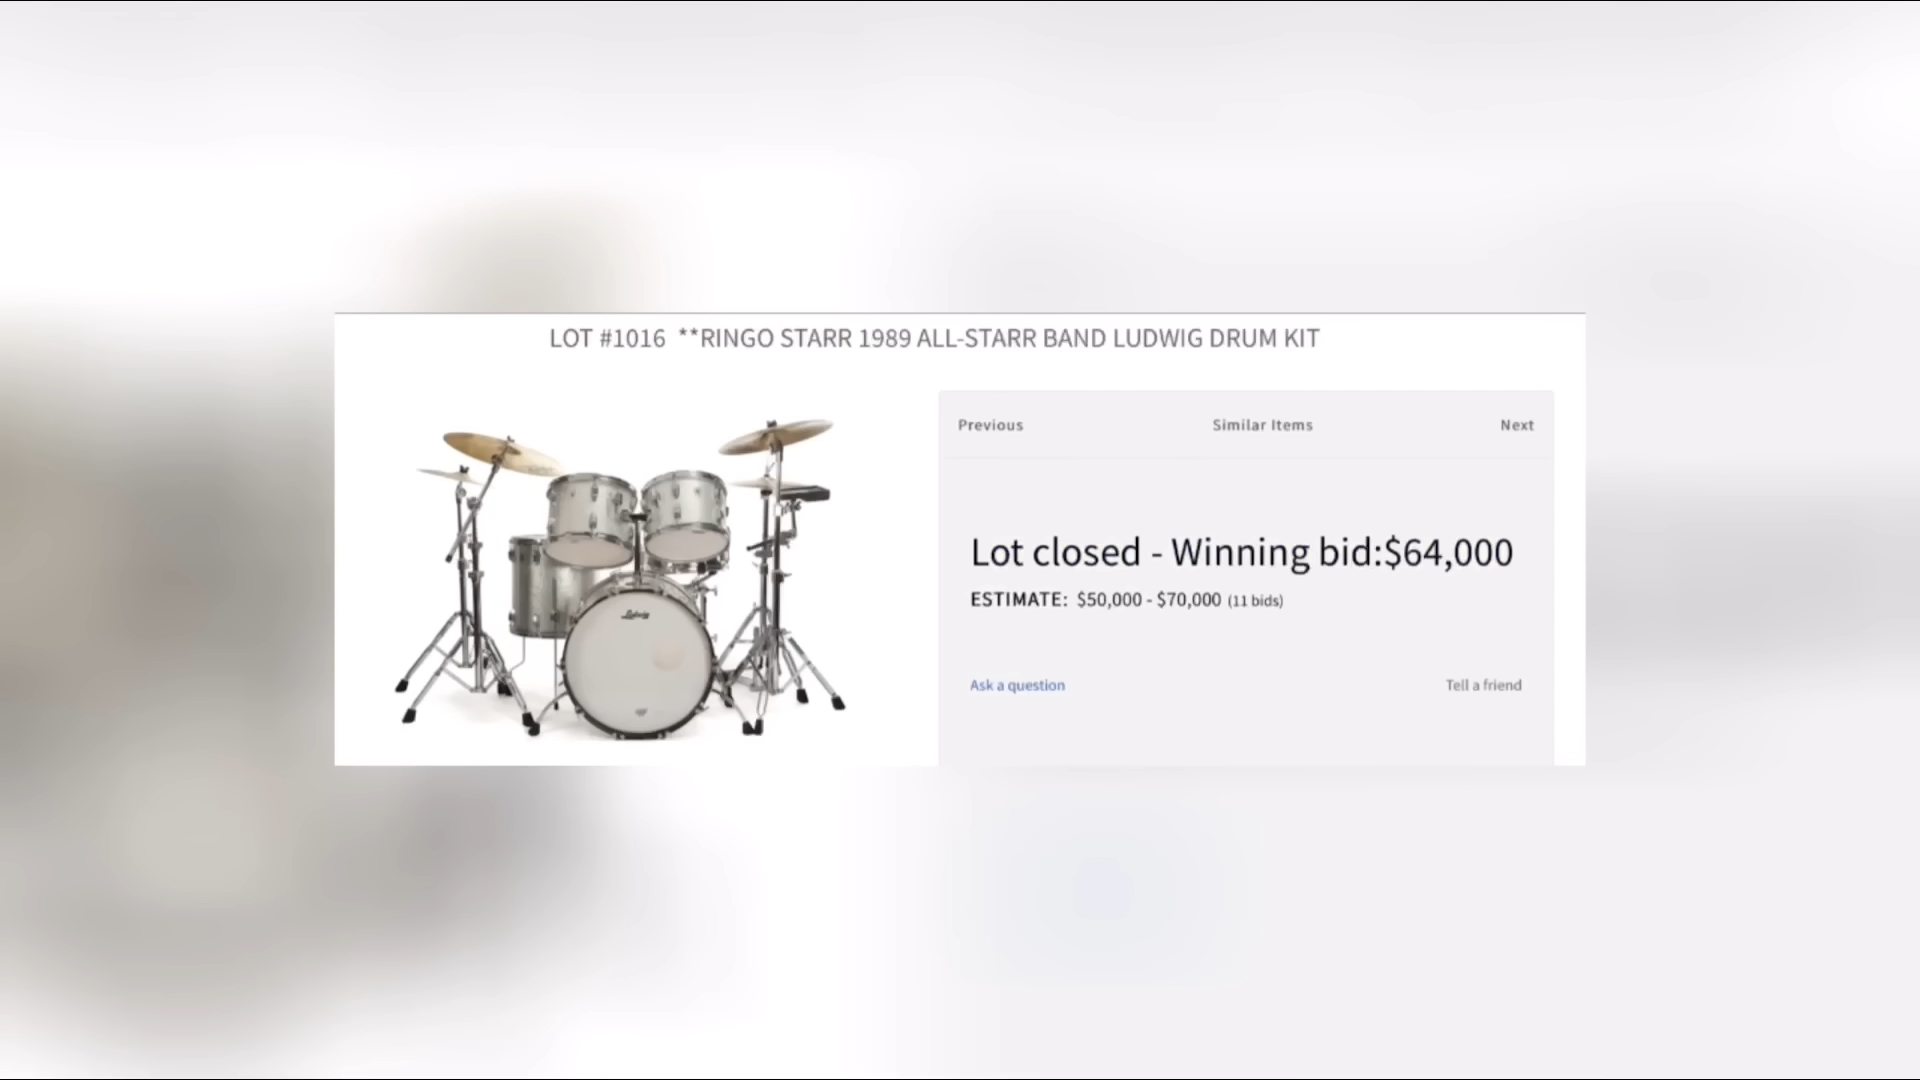 LOT #1016 **RINGO STARR 1989 ALL-STARR BAND LUDWIG DRUM KIT
Previous Similar Items Next
Lot closed - Winning bid:$64,000
ESTIMATE: $50,000 - $70,000 (11 bids)
Ask a question Tell a friend
Ludwig